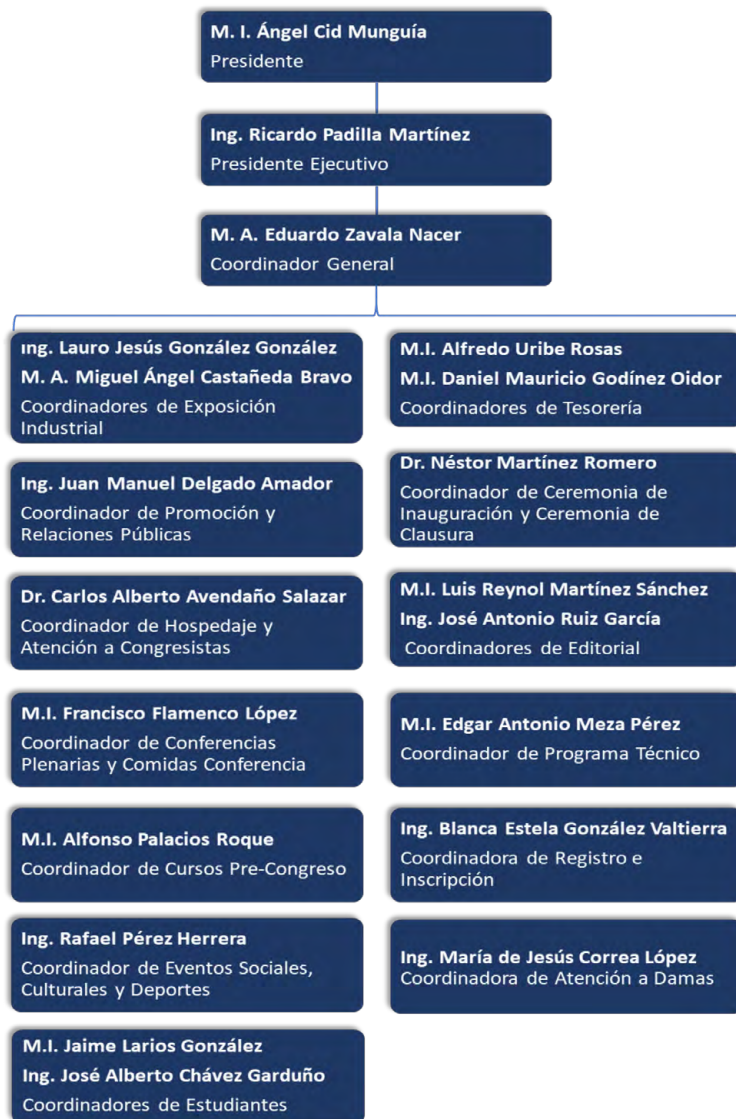 M. I. Ángel Cid Munguía
Presidente
Ing. Ricardo Padilla Martínez
Presidente Ejecutivo
M. A. Eduardo Zavala Nacer
Coordinador General
Ing. Lauro Jesús González González
M. A. Miguel Ángel Castañeda Bravo
Coordinadores de Exposición
Industrial
M.I. Alfredo Uribe Rosas
M.I. Daniel Mauricio Godínez Oidor
Coordinadores de Tesorería
Ing. Juan Manuel Delgado Amador
Coordinador de Promoción y
Relaciones Públicas
Dr. Néstor Martínez Romero
Coordinador de Ceremonia de
Inauguración y Ceremonia de
Clausura
Dr. Carlos Alberto Avendaño Salazar
Coordinador de Hospedaje y
Atención a Congresistas
M.I. Luis Reynol Martínez Sánchez
Ing. José Antonio Ruiz García
Coordinadores de Editorial
M.I. Francisco Flamenco López
Coordinador de Conferencias
Plenarias y Comidas Conferencia
M.I. Edgar Antonio Meza Pérez
Coordinador de Programa Técnico
M.I. Alfonso Palacios Roque
Coordinador de Cursos Pre-Congreso
Ing. Blanca Estela González Valtierra
Coordinadora de Registro e
Inscripción
Ing. Rafael Pérez Herrera
Coordinador de Eventos Sociales,
Culturales y Deportes
Ing. María de Jesús Correa López
Coordinadora de Atención a Damas
M.I. Jaime Larios González
Ing. José Alberto Chávez Garduño
Coordinadores de Estudiantes